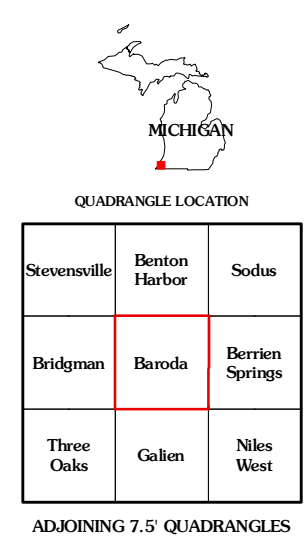 MICHIGAN
QUADRANGLE LOCATION
Stevensville
Benton
Harbor
Sodus
Bridgman
Baroda
Berrien
Springs
Three
Oaks
Galien
Niles
West
ADJOINING 7.5' QUADRANGLES